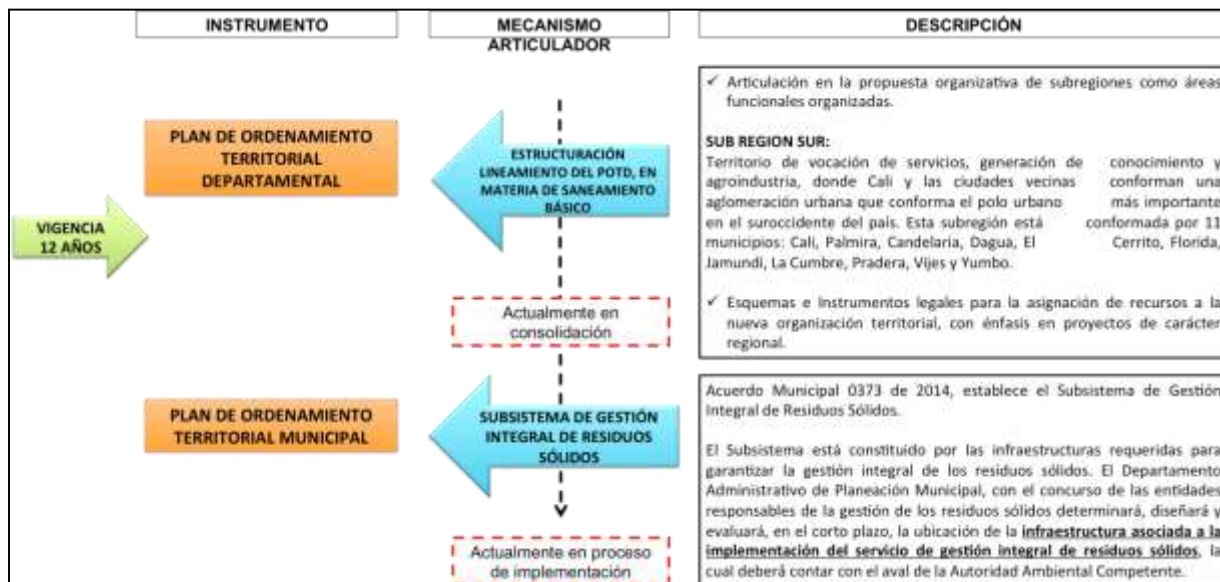 INSTRUMENTO
MECANISMO
ARTICULADOR
DESCRIPCIÓN
VIGENCIA
12 AÑOS
PLAN DE ORDENAMIENTO
TERRITORIAL
DEPARTAMENTAL
ESTRUCTURACIÓN
LINEAMIENTO DEL POTD, EN
MATERIA DE SANEAMIENTO
BÁSICO
✓ Articulación en la propuesta organizativa de subregiones como áreas
funcionales organizadas.
SUB REGION SUR:
Territorio de vocación de servicios, generación de conocimiento y
agroindustria, donde Cali y las ciudades vecinas conforman una
aglomeración urbana que conforma el polo urbano más importante
en el suroccidente del país. Esta subregión está conformada por 11
municipios: Cali, Palmira, Candelaria, Dagua, El Cerrito, Florida,
Jamundí, La Cumbre, Pradera, Vijes y Yumbo.
✓ Esquemas e Instrumentos legales para la asignación de recursos a la
nueva organización territorial, con énfasis en proyectos de carácter
regional.
Actualmente en
consolidación
PLAN DE ORDENAMIENTO
TERRITORIAL MUNICIPAL
SUBSISTEMA DE GESTIÓN
INTEGRAL DE RESIDUOS
SÓLIDOS
Acuerdo Municipal 0373 de 2014, establece el Subsistema de Gestión
Integral de Residuos Sólidos.
El Subsistema está constituido por las infraestructuras requeridas para
garantizar la gestión integral de los residuos sólidos. El Departamento
Administrativo de Planeación Municipal, con el concurso de las entidades
responsables de la gestión de los residuos sólidos determinará, diseñará y
evaluará, en el corto plazo, la ubicación de la infraestructura asociada a la
implementación del servicio de gestión integral de residuos sólidos, la
cual deberá contar con el aval de la Autoridad Ambiental Competente.
Actualmente en proceso
de implementación